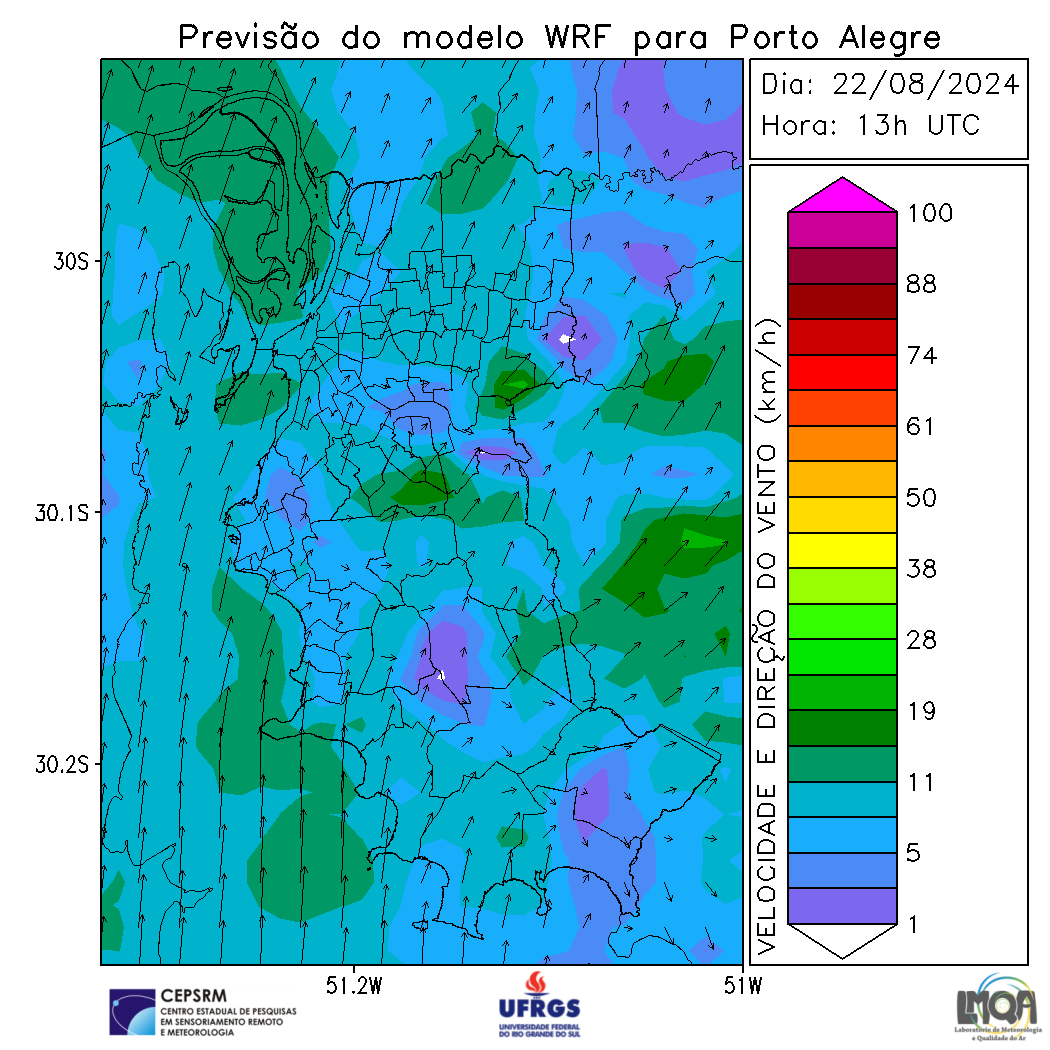 Previsão do modelo WRF para Porto Alegre
Dia: 22/08/2024
Hora: 13h UTC
30S
30.1S
30.2S
51.2W
51W
VELOCIDADE E DIREÇÃO DO VENTO (km/h)
100
88
74
61
50
38
28
19
11
5
1
CEPSRM
CENTRO ESTADUAL DE PESQUISAS
EM SENSORIAMENTO REMOTO
E METEOROLOGIA
UFRGS
UNIVERSIDADE FEDERAL
DO RIO GRANDE DO SUL
LMQA
Laboratório de Meteorologia
e Qualidade do Ar